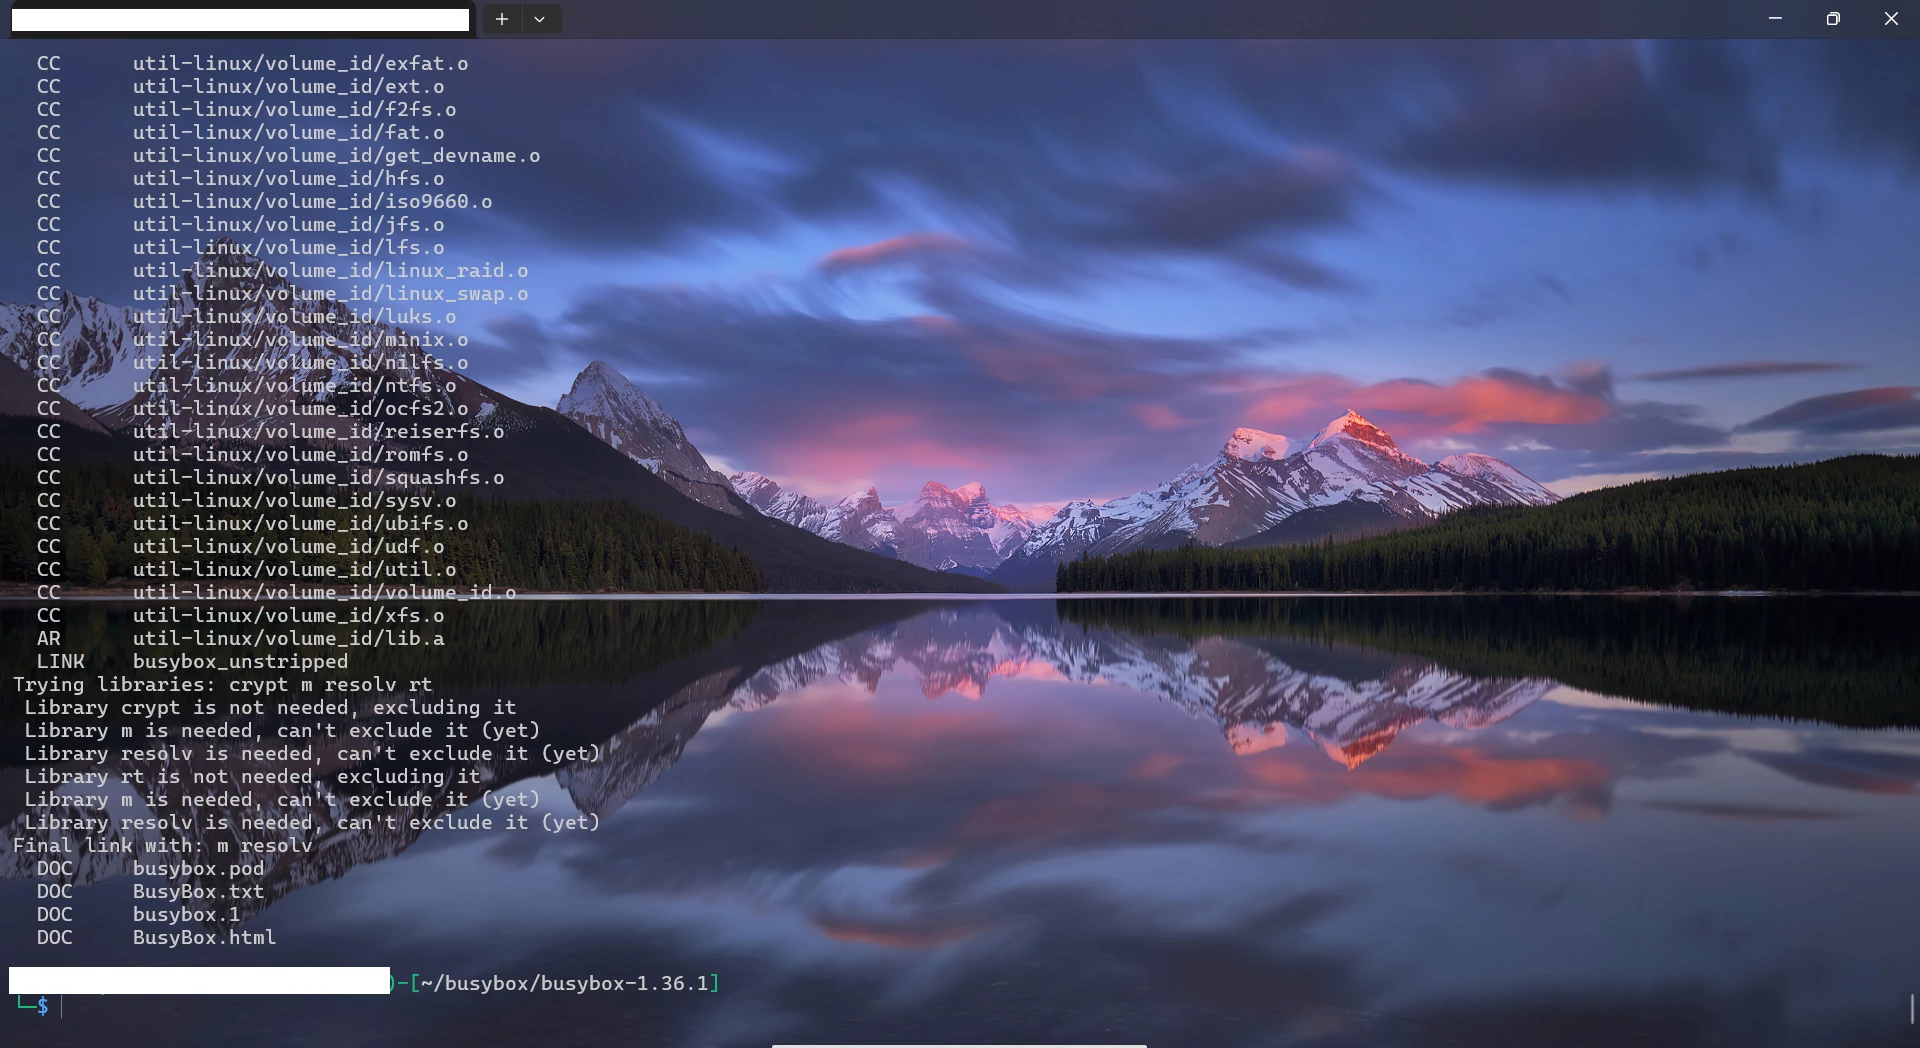 CC      util-linux/volume_id/exfat.o
CC      util-linux/volume_id/ext.o
CC      util-linux/volume_id/f2fs.o
CC      util-linux/volume_id/fat.o
CC      util-linux/volume_id/get_devname.o
CC      util-linux/volume_id/hfs.o
CC      util-linux/volume_id/iso9660.o
CC      util-linux/volume_id/jfs.o
CC      util-linux/volume_id/lfs.o
CC      util-linux/volume_id/linux_raid.o
CC      util-linux/volume_id/linux_swap.o
CC      util-linux/volume_id/luks.o
CC      util-linux/volume_id/minix.o
CC      util-linux/volume_id/nilfs.o
CC      util-linux/volume_id/ntfs.o
CC      util-linux/volume_id/ocfs2.o
CC      util-linux/volume_id/reiserfs.o
CC      util-linux/volume_id/romfs.o
CC      util-linux/volume_id/squashfs.o
CC      util-linux/volume_id/sysv.o
CC      util-linux/volume_id/ubifs.o
CC      util-linux/volume_id/udf.o
CC      util-linux/volume_id/util.o
CC      util-linux/volume_id/volume_id.o
CC      util-linux/volume_id/xfs.o
AR      util-linux/volume_id/lib.a
LINK    busybox_unstripped
Trying libraries: crypt m resolv rt
 Library crypt is not needed, excluding it
 Library m is needed, can't exclude it (yet)
 Library resolv is needed, can't exclude it (yet)
 Library rt is not needed, excluding it
 Library m is needed, can't exclude it (yet)
 Library resolv is needed, can't exclude it (yet)
Final link with: m resolv
DOC     busybox.pod
DOC     BusyBox.txt
DOC     busybox.1
DOC     BusyBox.html
)-[~/busybox/busybox-1.36.1]
└─$